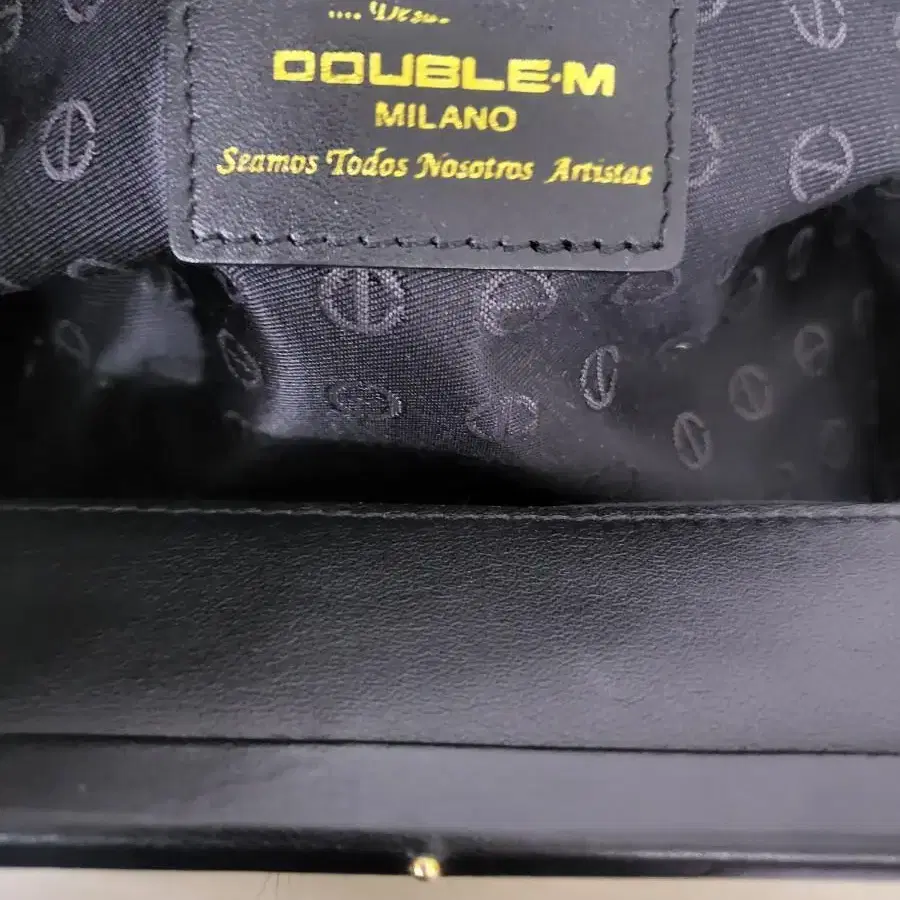 DOUBLE·M
MILANO
Seamos Todos Nosotros Artistas